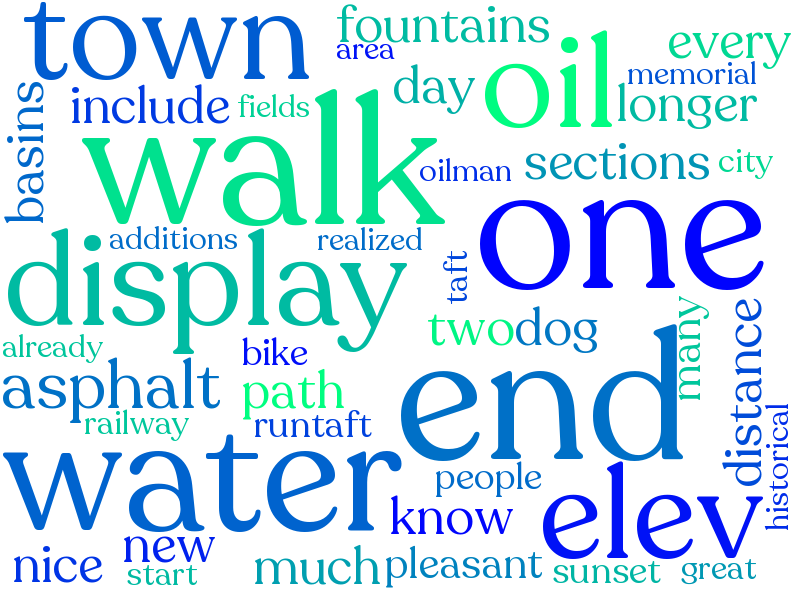 town
fountains
area
every
oil
day
memorial
longer
include
fields
basins
walk
oilman
sections
city
one
additions
realized
display
taft
two
dog
many
distance
already
bike
end
asphalt
path
railway
runtaft
historical
water
people
elev
know
new
nice
start
much
pleasant
sunset
great